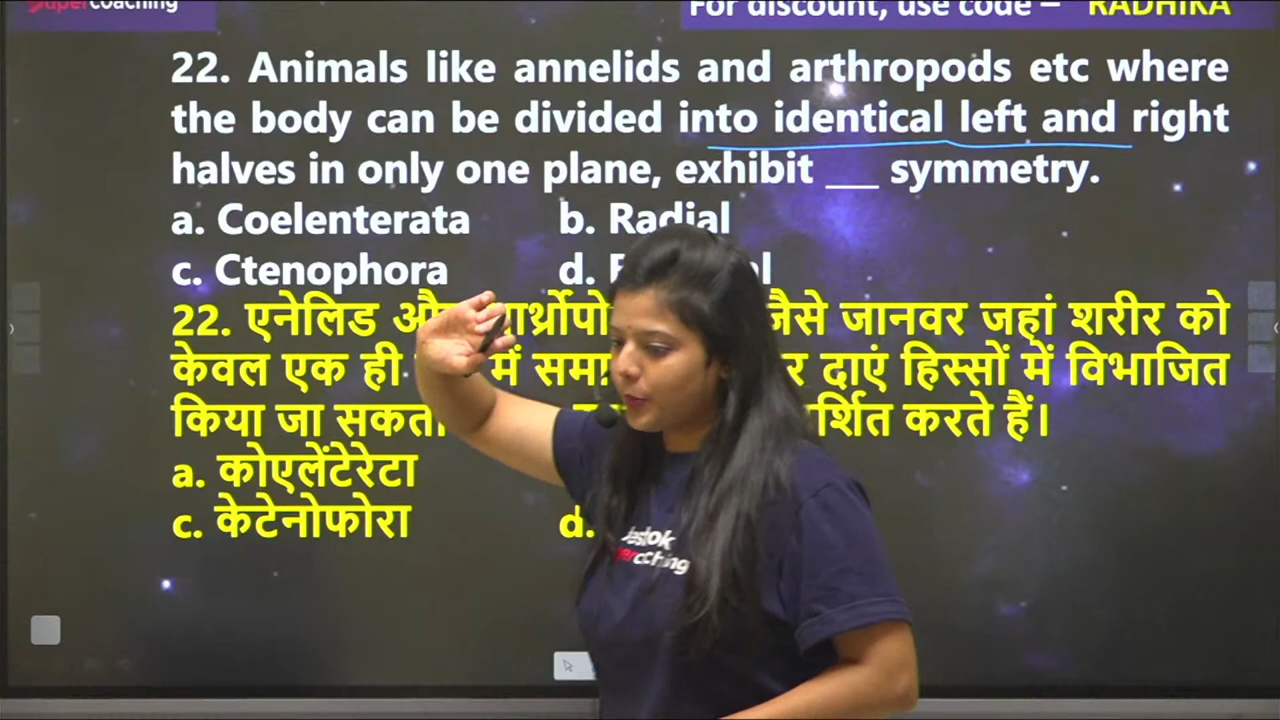 Supercoaching
For discount, use code – RADHIKA
22. Animals like annelids and arthropods etc where
the body can be divided into identical left and right
halves in only one plane, exhibit ___ symmetry.
a. Coelenterata b. Radial
c. Ctenophora d.
22. एनेलिड जैसे जानवर जहां शरीर को
केवल एक ही में दाएं हिस्सों में विभाजित
किया जा करते हैं।
a. कोएलेंटेरेटा
c. केटेनोफोरा d.